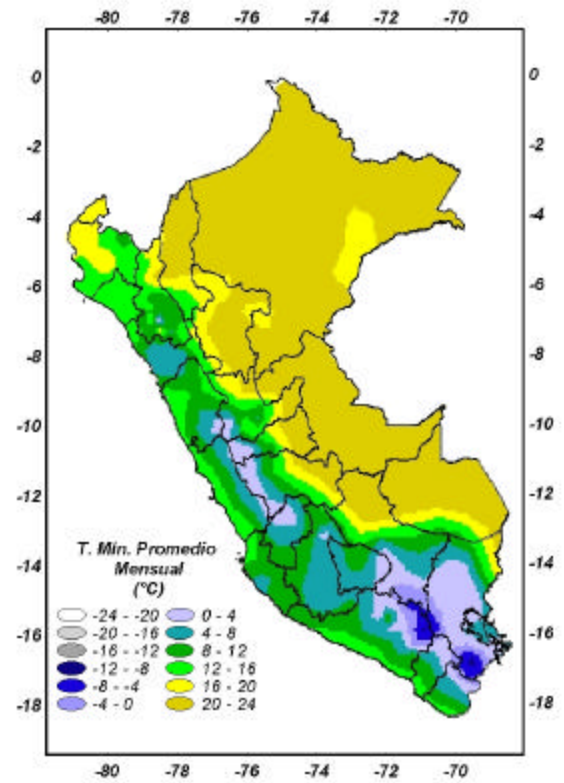 -80 -78 -76 -74 -72 -70
0 0
-2 -2
-4 -4
-6 -6
-8 -8
-10 -10
-12 -12
-14 -14
-16 -16
-18 -18
T. Min. Promedio
Mensual
(°C)
-24 - -20 0 - 4
-20 - -16 4 - 8
-16 - -12 8 - 12
-12 - -8 12 - 16
-8 - -4 16 - 20
-4 - 0 20 - 24
-80 -78 -76 -74 -72 -70